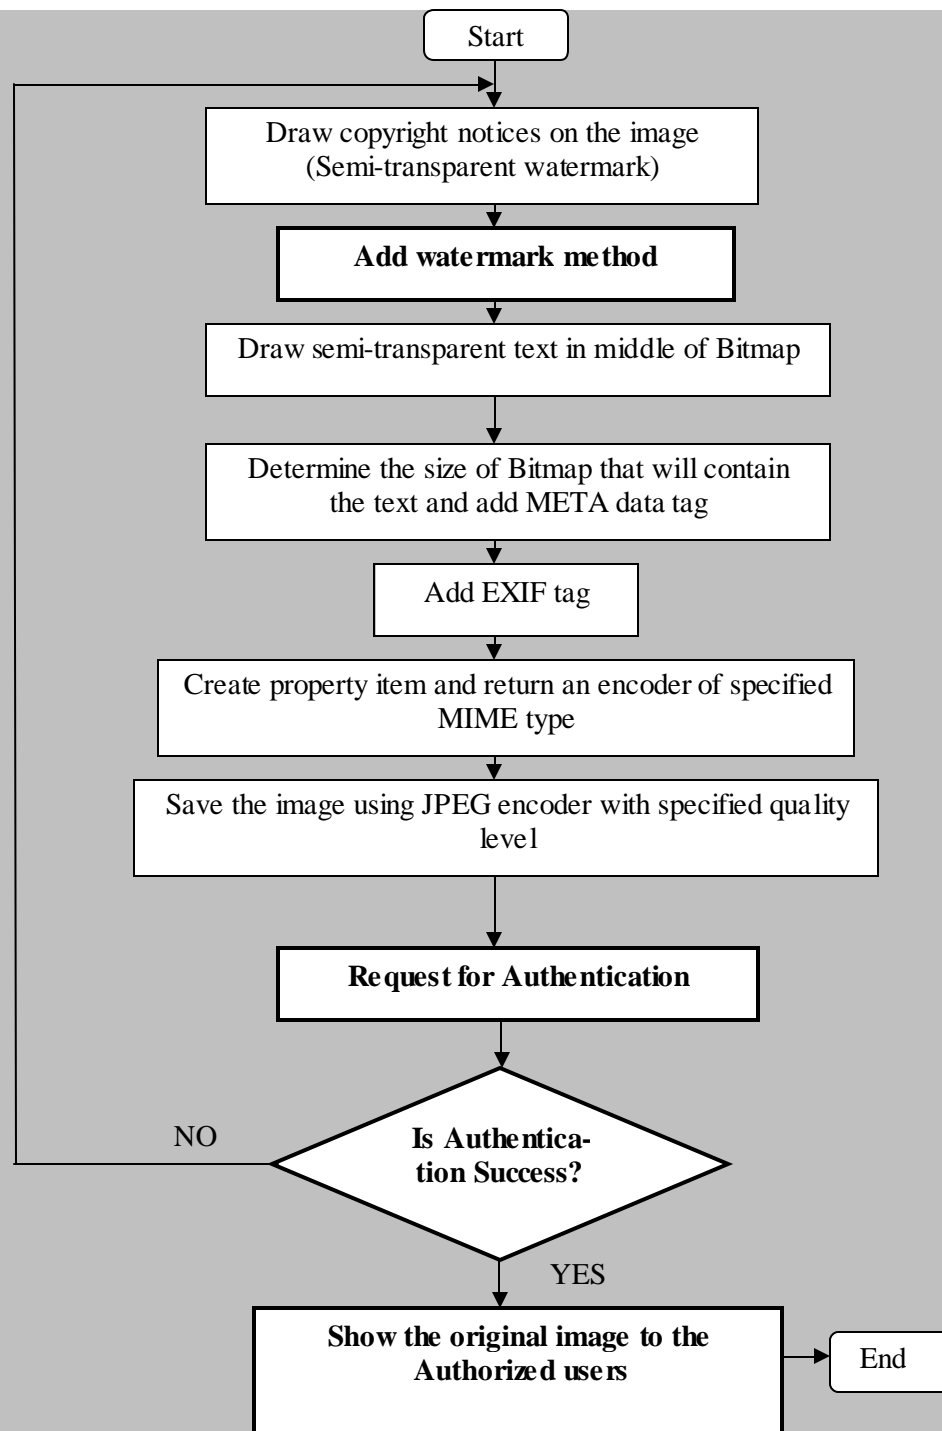 Start
Draw copyright notices on the image
(Semi-transparent watermark)
Add watermark method
Draw semi-transparent text in middle of Bitmap
Determine the size of Bitmap that will contain
the text and add META data tag
Add EXIF tag
Create property item and return an encoder of specified
MIME type
Save the image using JPEG encoder with specified quality
level
Request for Authentication
NO
Is Authentica-
tion Success?
YES
Show the original image to the
Authorized users
End